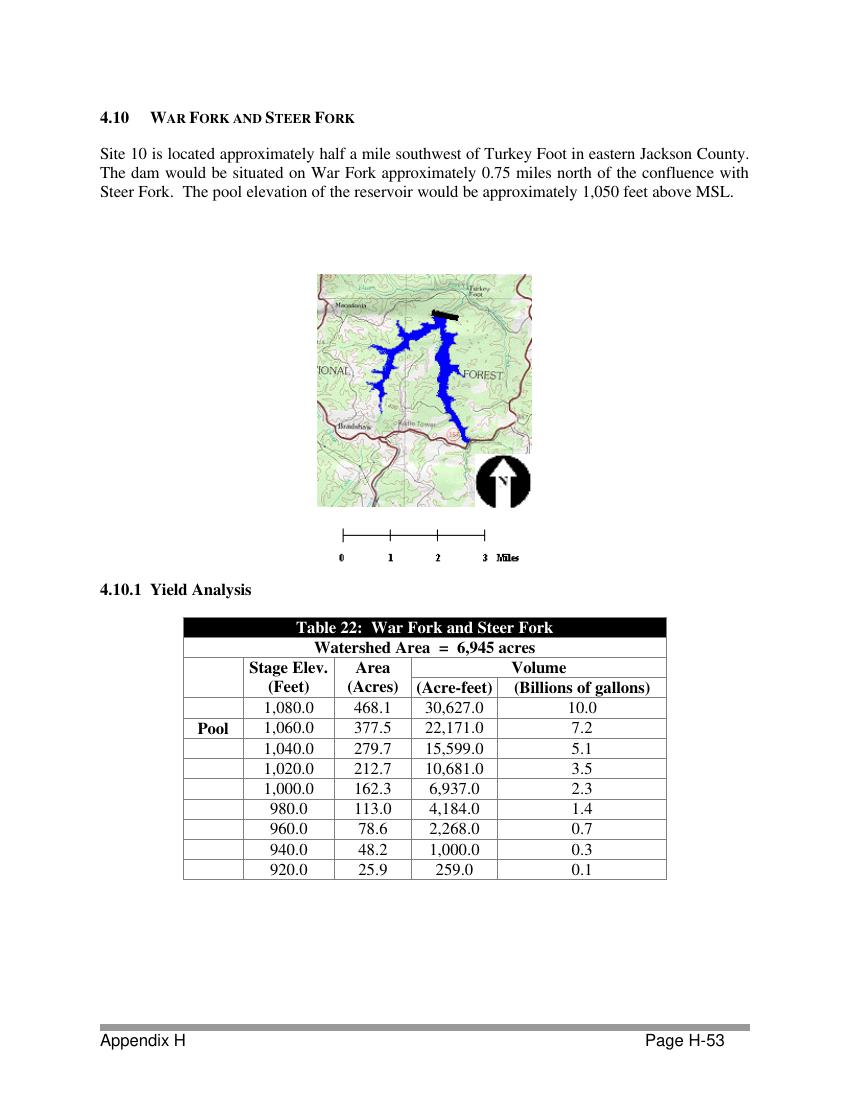 4.10 WAR FORK AND STEER FORK
Site 10 is located approximately half a mile southwest of Turkey Foot in eastern Jackson County.
The dam would be situated on War Fork approximately 0.75 miles north of the confluence with
Steer Fork. The pool elevation of the reservoir would be approximately 1,050 feet above MSL.
Turkey
Foot
Macedonia
IONAL
FOREST
Bradshaw
Radio Tower
N
0 1 2 3 Miles
4.10.1 Yield Analysis
Table 22: War Fork and Steer Fork
Watershed Area = 6,945 acres
Stage Elev. Area Volume
(Feet) (Acres) (Acre-feet) (Billions of gallons)
1,080.0 468.1 30,627.0 10.0
Pool 1,060.0 377.5 22,171.0 7.2
1,040.0 279.7 15,599.0 5.1
1,020.0 212.7 10,681.0 3.5
1,000.0 162.3 6,937.0 2.3
980.0 113.0 4,184.0 1.4
960.0 78.6 2,268.0 0.7
940.0 48.2 1,000.0 0.3
920.0 25.9 259.0 0.1
Appendix H Page H-53